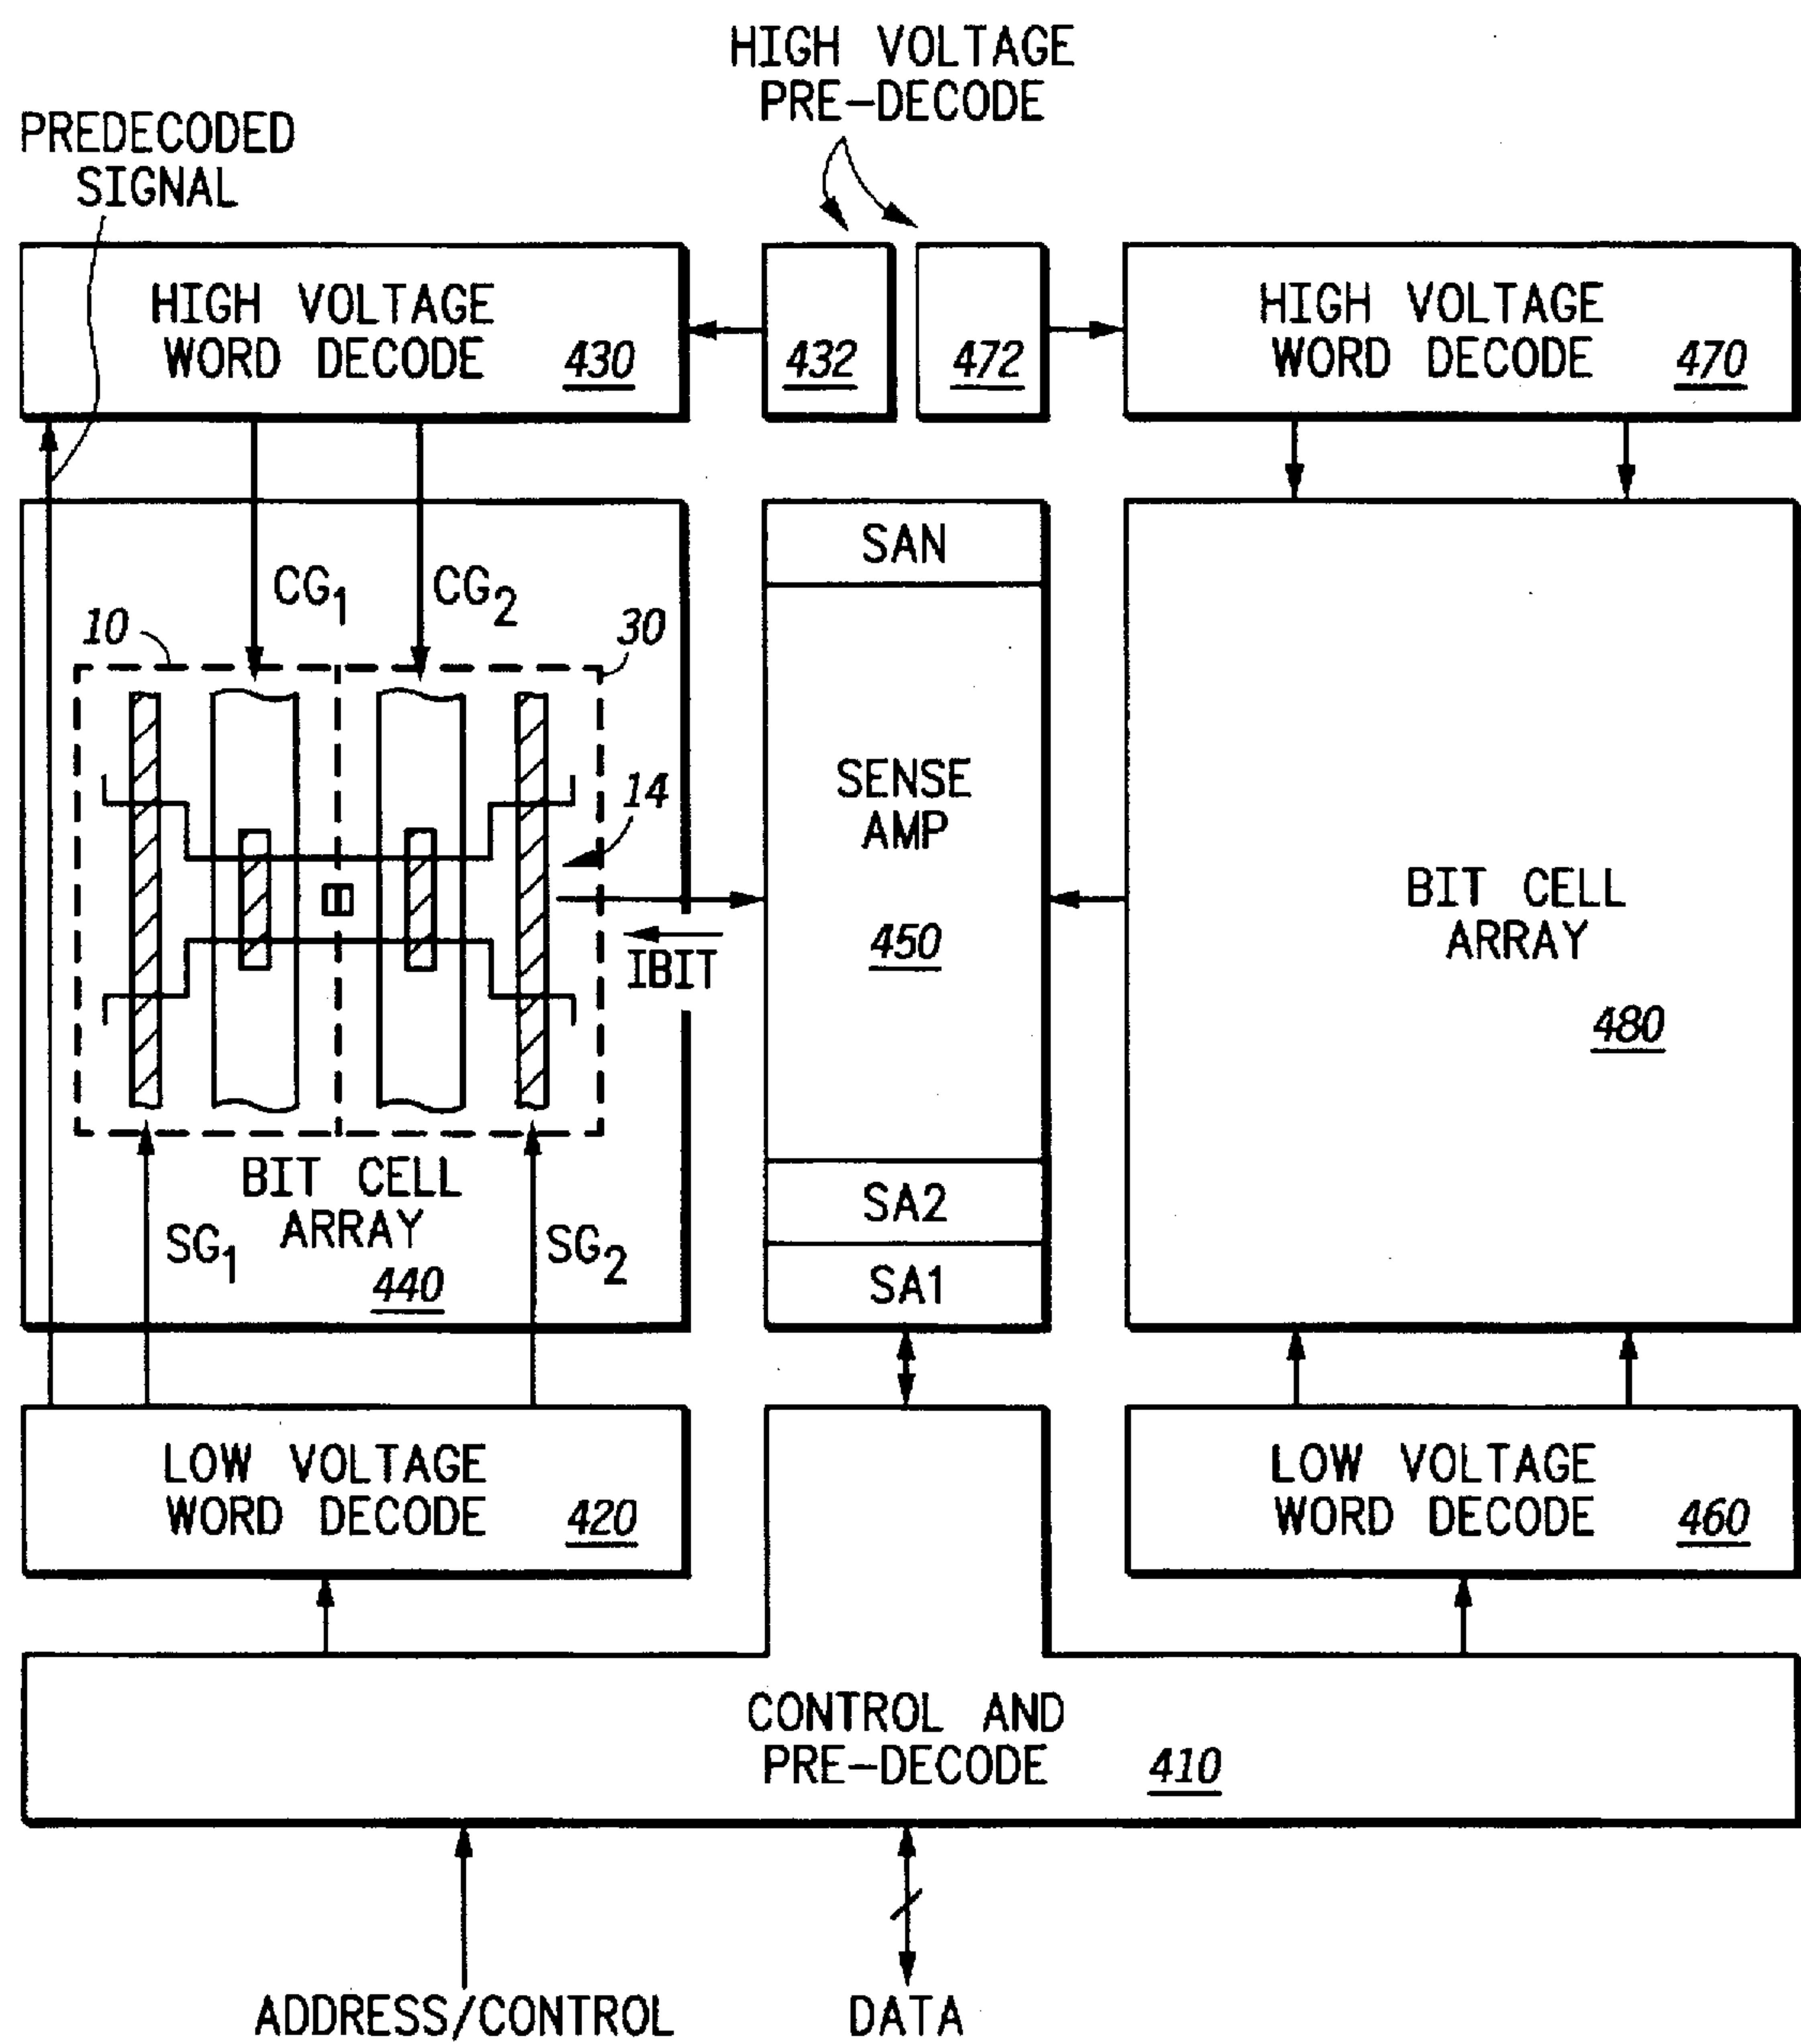 HIGH VOLTAGE
PRE-DECODE
PREDECODED
SIGNAL
HIGH VOLTAGE
WORD DECODE 430
432
472
HIGH VOLTAGE
WORD DECODE 470
CG1
CG2
10
30
14
IBIT
BIT CELL
ARRAY
440
SG1
SG2
SAN
SENSE
AMP
450
SA2
SA1
BIT CELL
ARRAY
480
LOW VOLTAGE
WORD DECODE 420
LOW VOLTAGE
WORD DECODE 460
CONTROL AND
PRE-DECODE 410
ADDRESS/CONTROL
DATA